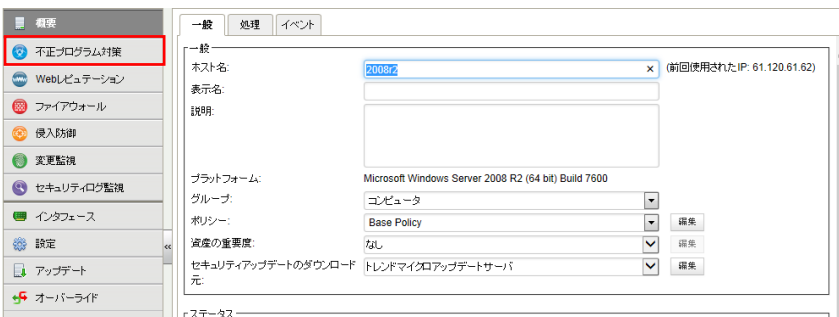 概要
不正プログラム対策
Webレピュテーション
ファイアウォール
侵入防御
変更監視
セキュリティログ監視
インタフェース
設定
アップデート
オーバーライド
«
一般 処理 イベント
一般
ホスト名: 2008r2 × (前回使用されたIP: 61.120.61.62)
表示名:
説明:
プラットフォーム: Microsoft Windows Server 2008 R2 (64 bit) Build 7600
グループ: コンピュータ
ポリシー: Base Policy 編集
資産の重要度: なし 編集
セキュリティアップデートのダウンロード トレンドマイクロアップデートサーバ 編集
元:
ステータス